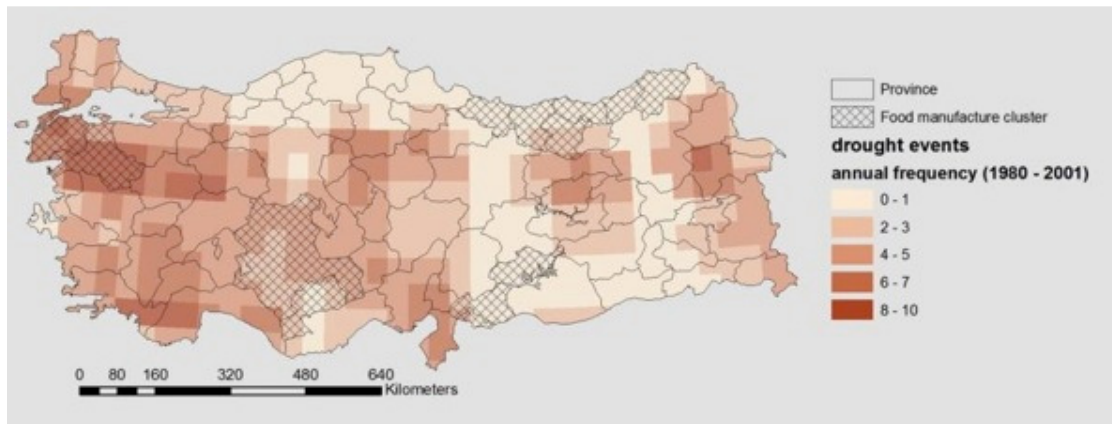 Province
Food manufacture cluster
drought events
annual frequency (1980 - 2001)
0 - 1
2 - 3
4 - 5
6 - 7
8 - 10
0 80 160 320 480 640
Kilometers